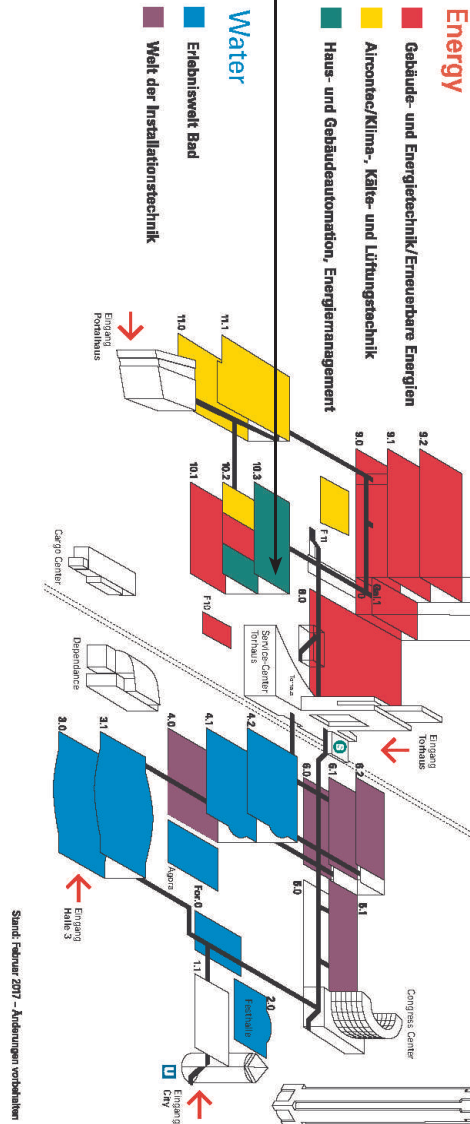 Energy
Gebäude- und Energietechnik/Erneuerbare Energien
Aircontec/Klima-, Kälte- und Lüftungstechnik
Haus- und Gebäudeautomation, Energiemanagement
Water
Erlebniswelt Bad
Welt der Installationstechnik
Eingang
Portalhaus
11.0
11.1
9.0
9.1
9.2
10.1
10.2
10.3
F11
F10
8.0
Gal.1
Cargo Center
Dependance
Service-Center
Torhaus
Torhaus
S
Eingang
Torhaus
3.0
3.1
4.0
4.1
4.2
6.0
6.1
6.2
5.0
5.1
Agora
For.0
1.1
2.0
Festhalle
Congress Center
Eingang
Halle 3
U
Eingang
City
Stand: Februar 2017 – Änderungen vorbehalten